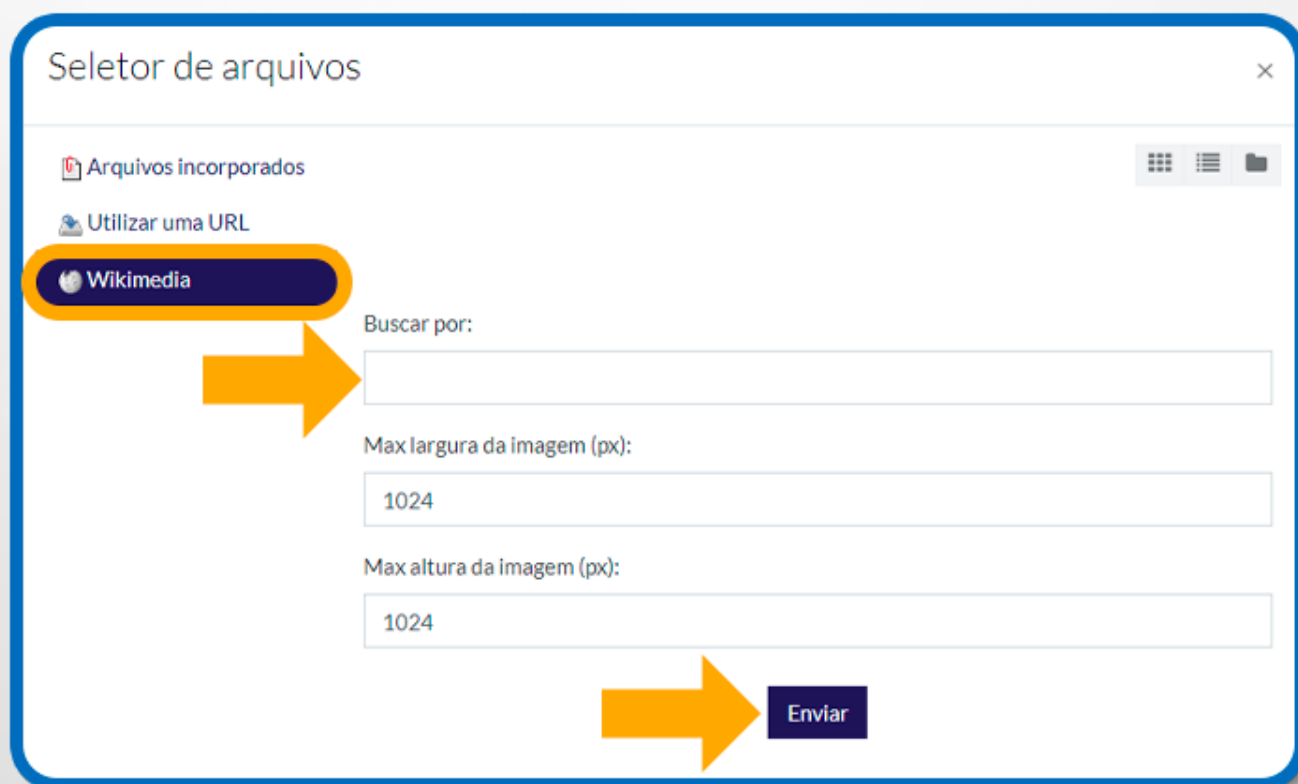 Seletor de arquivos
Arquivos incorporados
Utilizar uma URL
Wikimedia
Buscar por:
Max largura da imagem (px):
1024
Max altura da imagem (px):
1024
Enviar